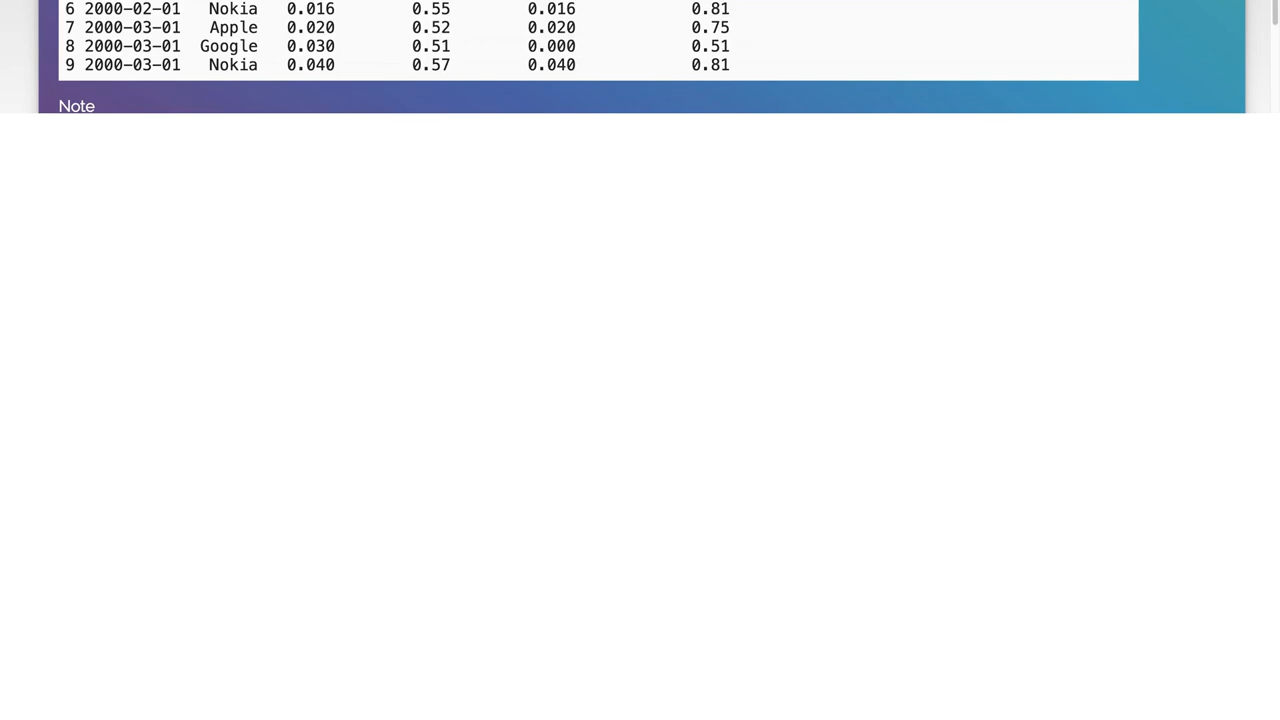 6 2000-02-01 Nokia 0.016 0.55 0.016 0.81
7 2000-03-01 Apple 0.020 0.52 0.020 0.75
8 2000-03-01 Google 0.030 0.51 0.000 0.51
9 2000-03-01 Nokia 0.040 0.57 0.040 0.81
Note